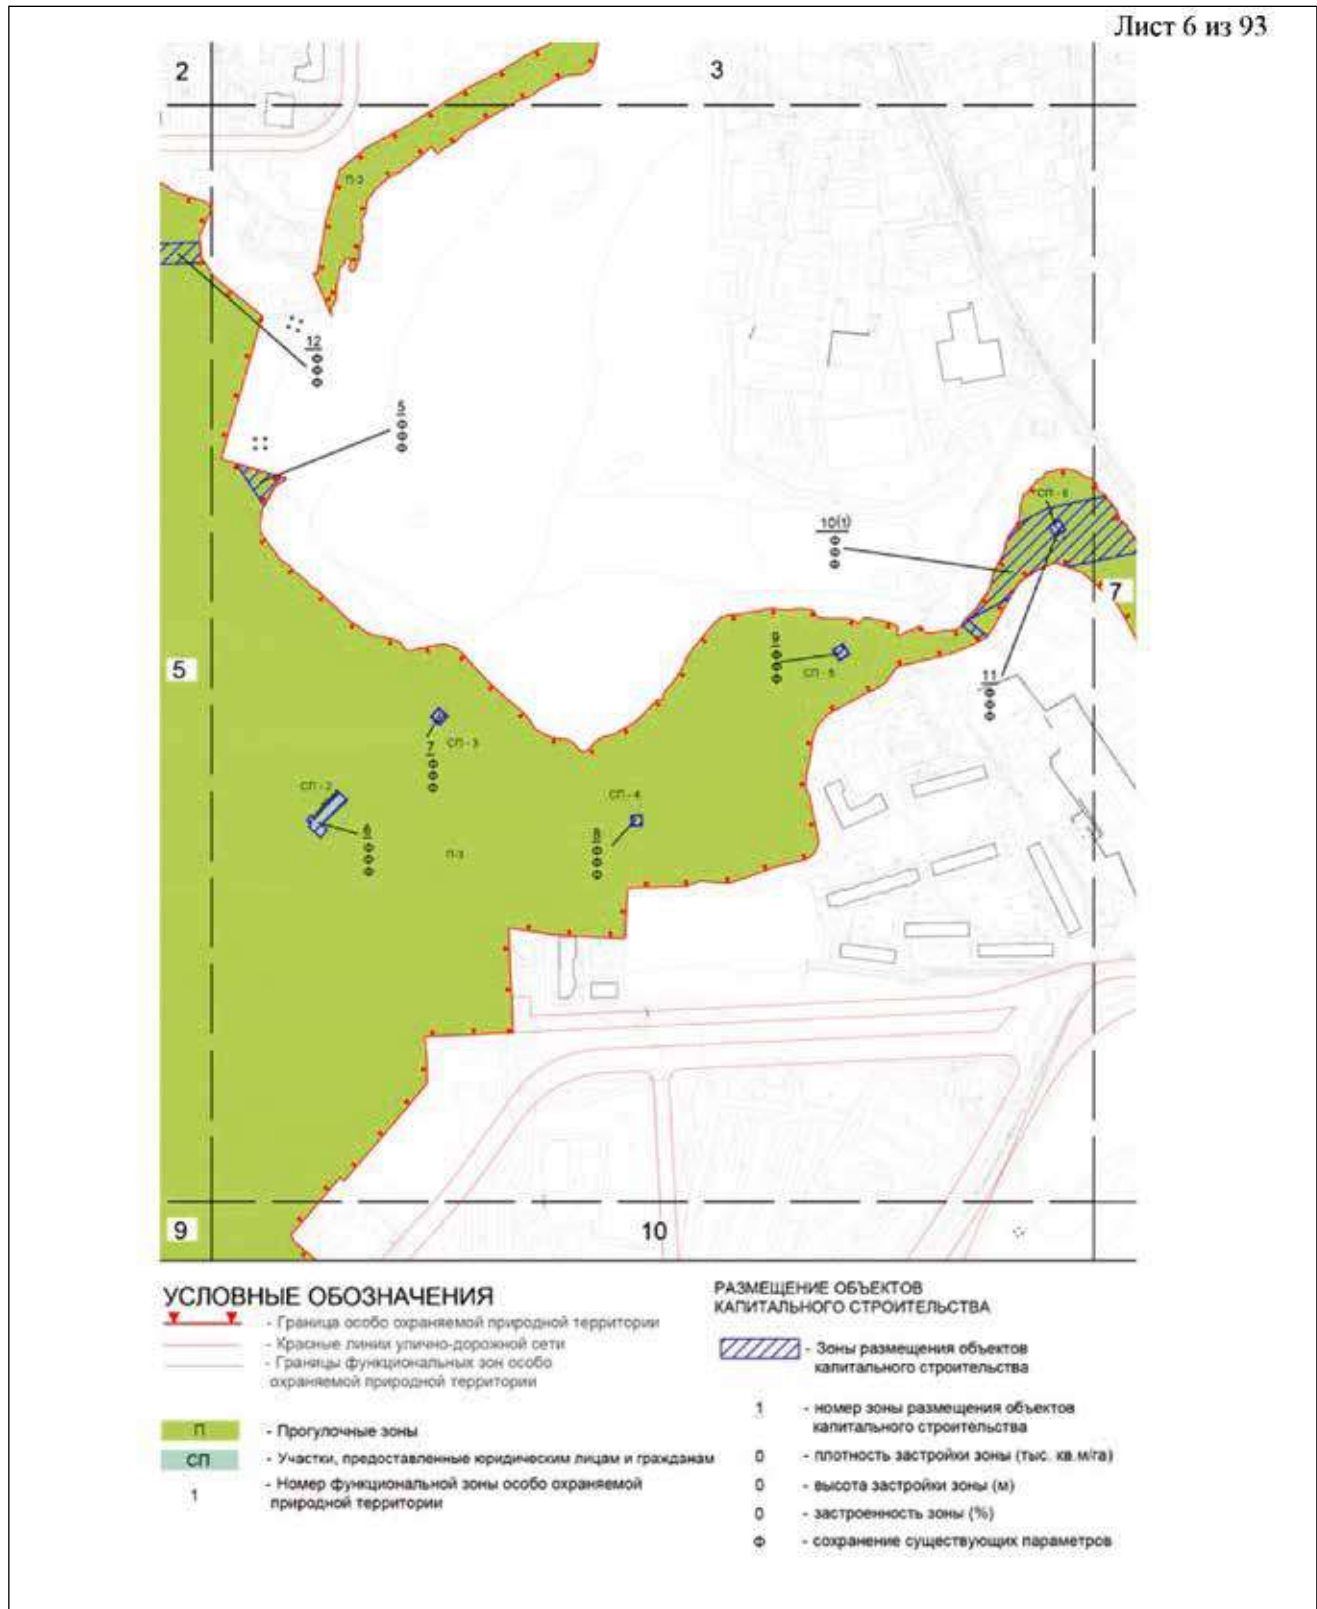 Лист 6 из 93
2
3
П-2
12
Ф
Ф
Ф
5
Ф
Ф
Ф
СП - 6
10(1)
Ф
Ф
Ф
7
9
Ф
Ф
Ф
СП - 5
5
11
Ф
Ф
Ф
7
Ф
Ф
Ф
СП - 3
СП - 2
СП - 4
6
Ф
Ф
Ф
8
Ф
Ф
Ф
П-3
9
10
УСЛОВНЫЕ ОБОЗНАЧЕНИЯ
- Граница особо охраняемой природной территории
- Красные линии улично-дорожной сети
- Границы функциональных зон особо
охраняемой природной территории
П - Прогулочные зоны
СП - Участки, предоставленные юридическим лицам и гражданам
1 - Номер функциональной зоны особо охраняемой
природной территории
РАЗМЕЩЕНИЕ ОБЪЕКТОВ
КАПИТАЛЬНОГО СТРОИТЕЛЬСТВА
- Зоны размещения объектов
капитального строительства
1 - номер зоны размещения объектов
капитального строительства
0 - плотность застройки зоны (тыс. кв.м/га)
0 - высота застройки зоны (м)
0 - застроенность зоны (%)
Ф - сохранение существующих параметров